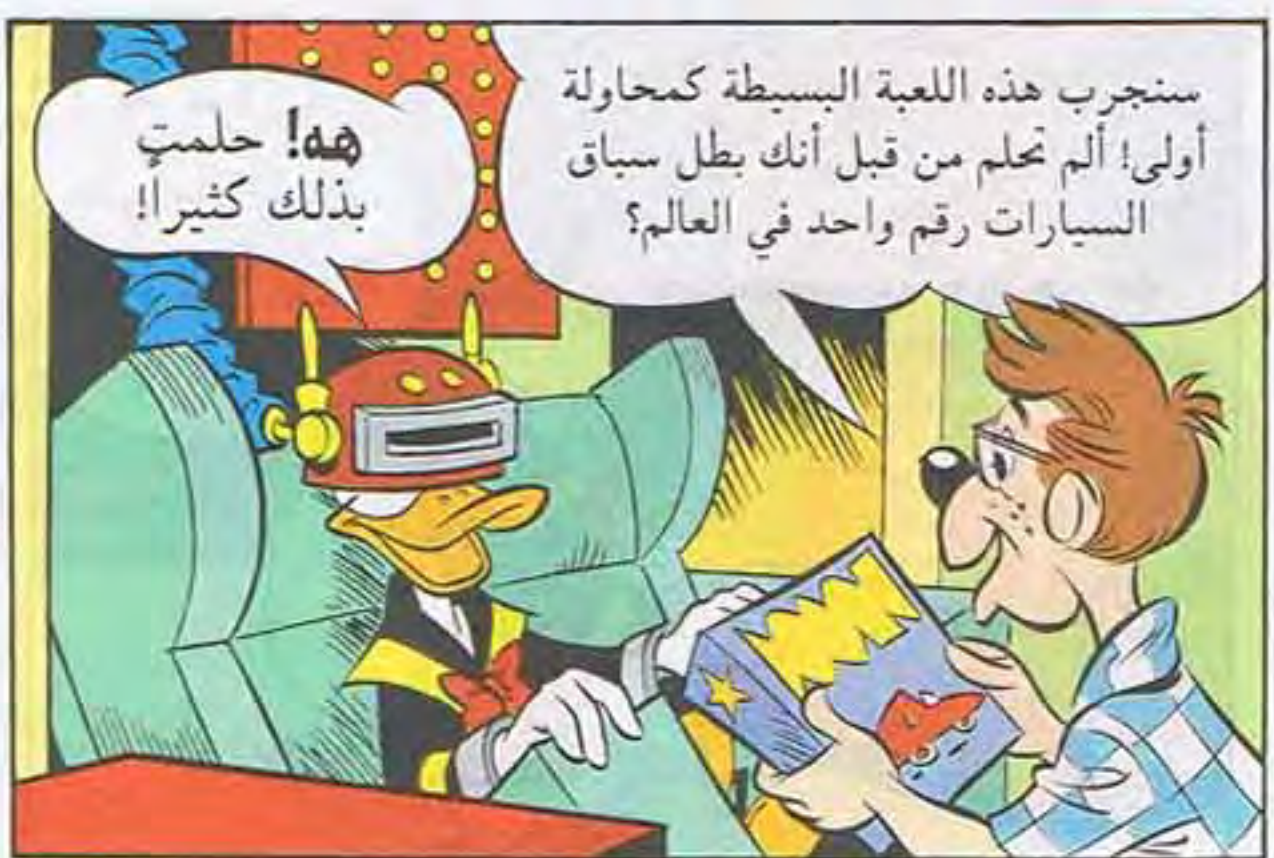 سنجرب هذه اللعبة البسيطة كمحاولة
أولى! ألم تحلم من قبل أنك بطل سباق
السيارات رقم واحد في العالم؟
هه! حلمت
بذلك كثيرا!